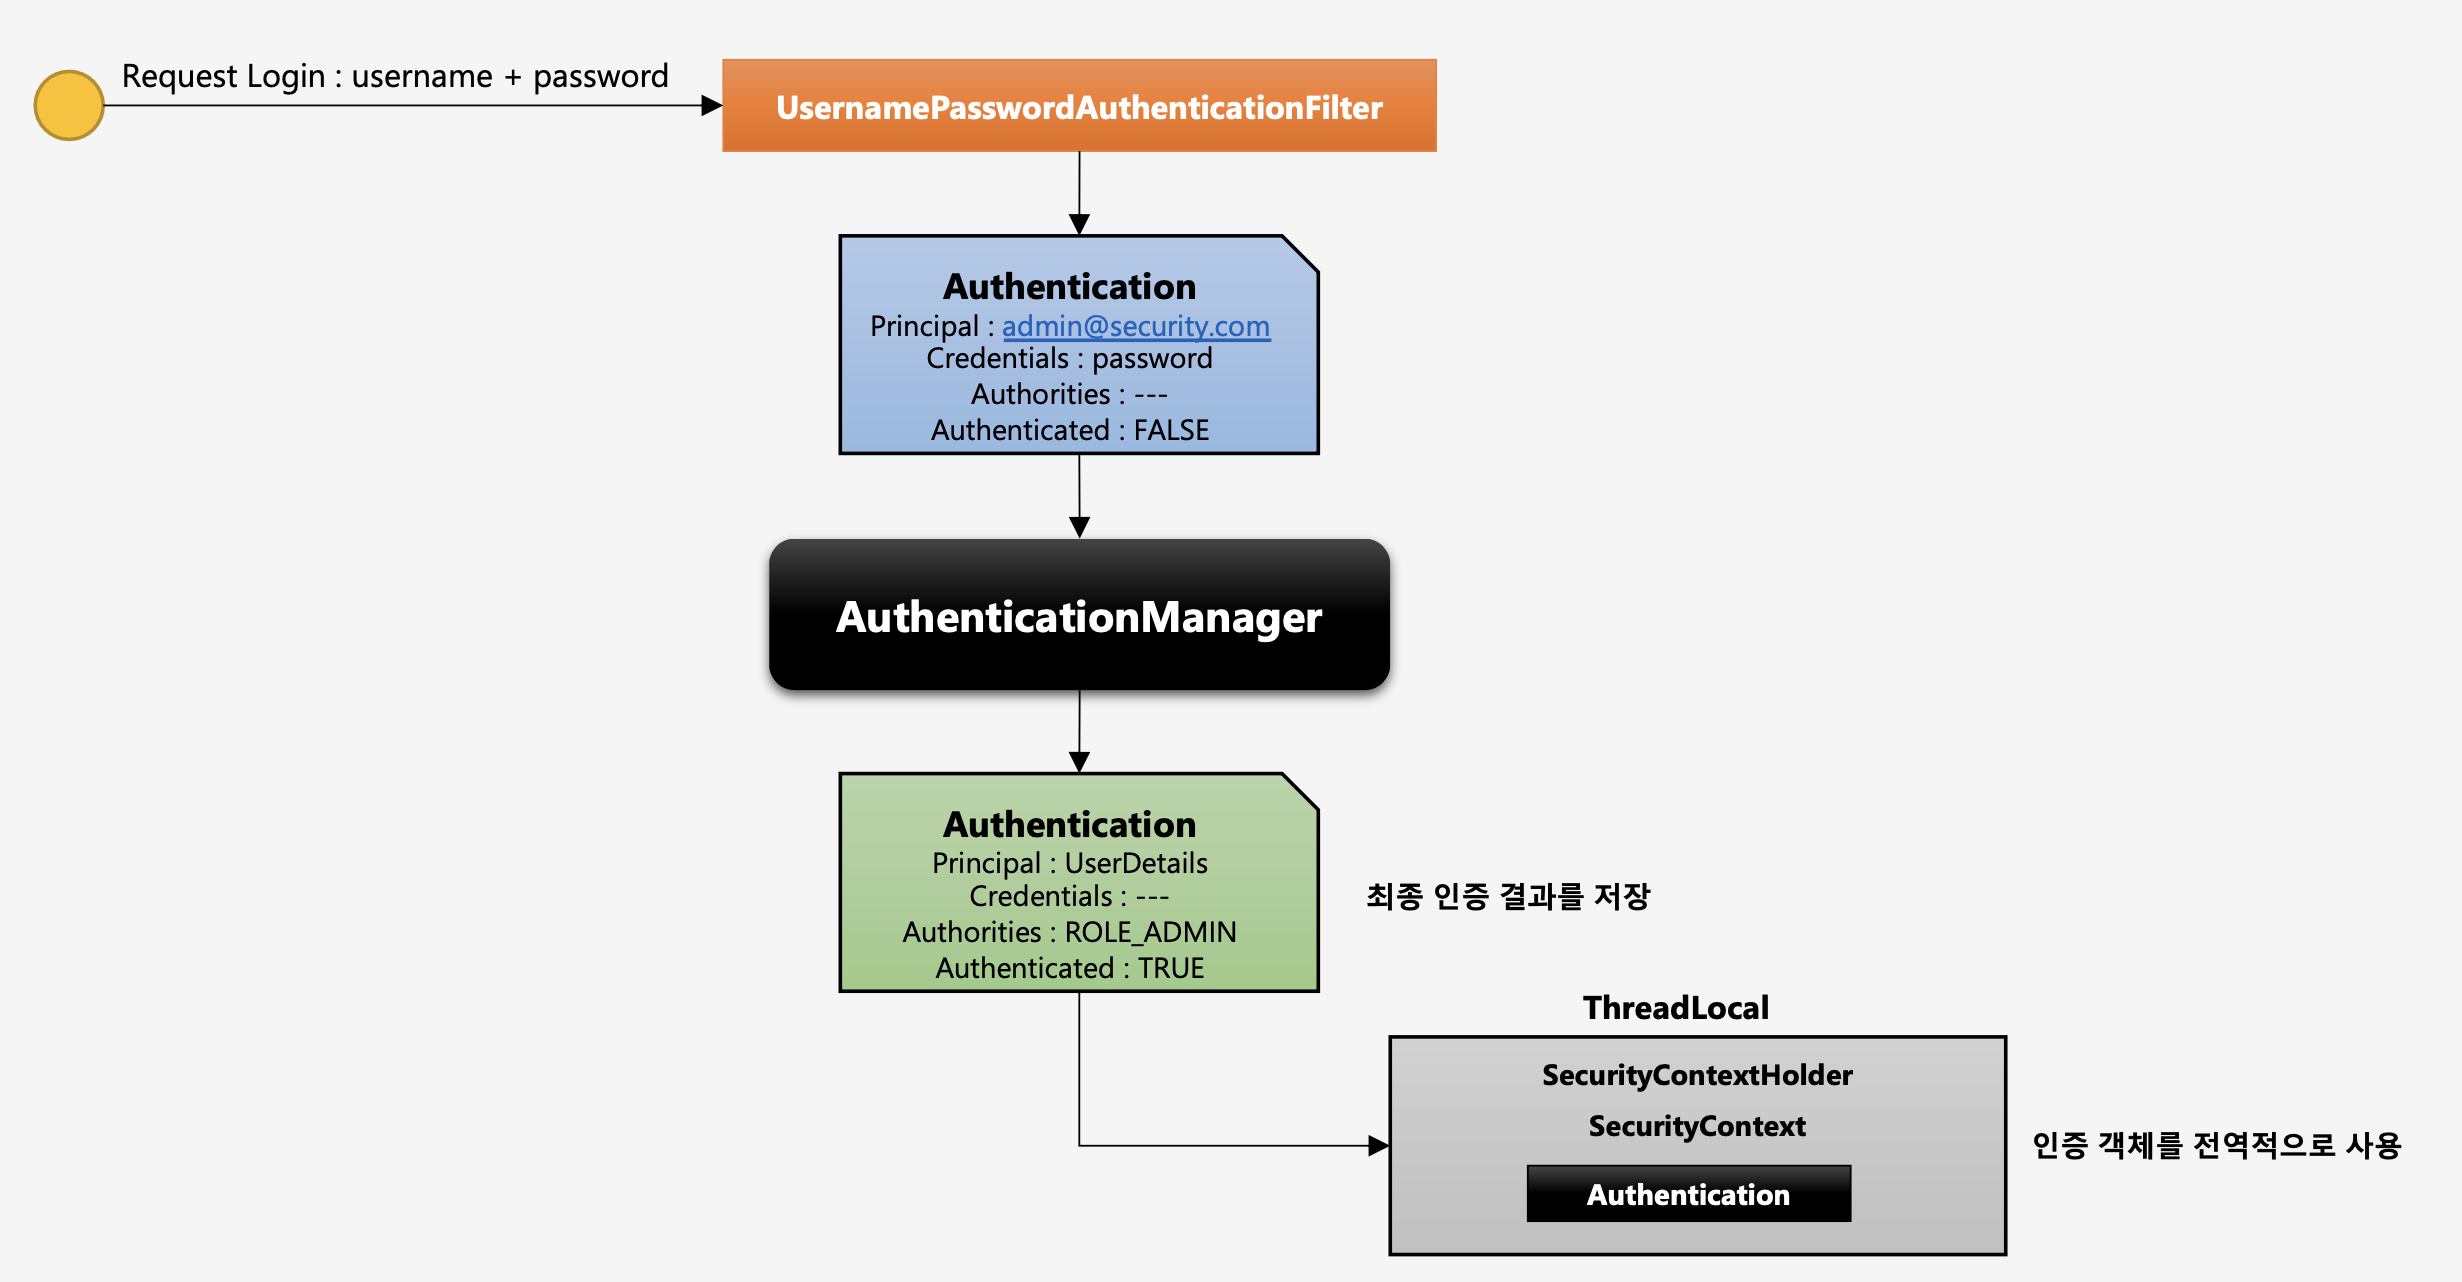 Request Login : username + password
UsernamePasswordAuthenticationFilter
Authentication
Principal : admin@security.com
Credentials : password
Authorities : ---
Authenticated : FALSE
AuthenticationManager
Authentication
Principal : UserDetails
Credentials : ---
Authorities : ROLE_ADMIN
Authenticated : TRUE
최종 인증 결과를 저장
ThreadLocal
SecurityContextHolder
SecurityContext
Authentication
인증 객체를 전역적으로 사용